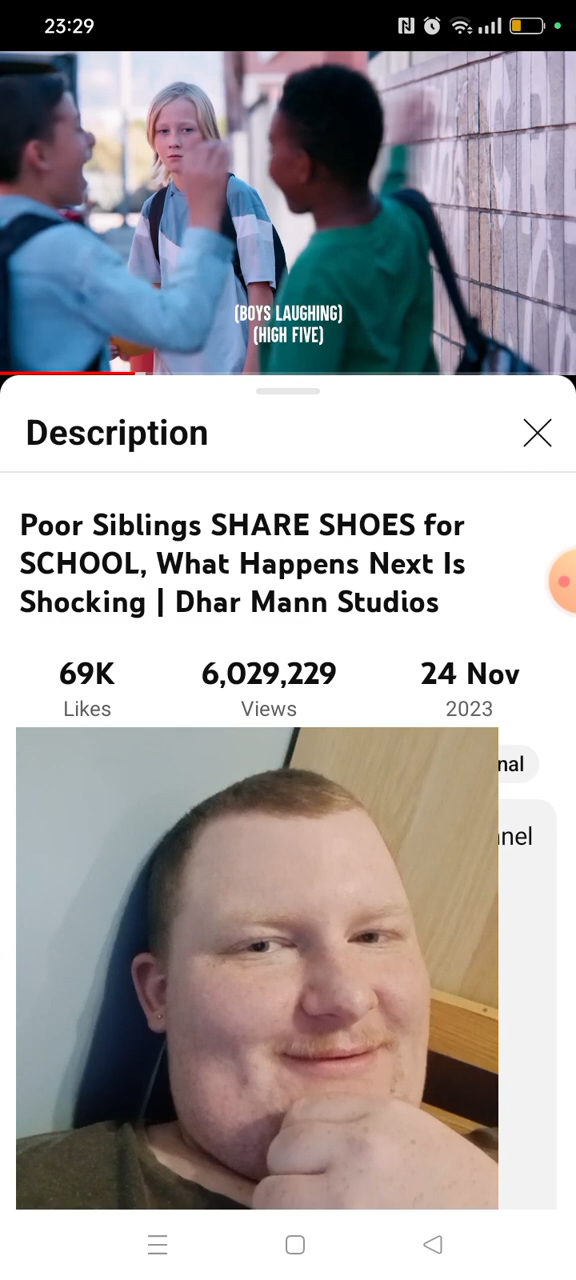 23:29
(BOYS LAUGHING)
(HIGH FIVE)
Description
Poor Siblings SHARE SHOES for
SCHOOL, What Happens Next Is
Shocking | Dhar Mann Studios
69K 6,029,229 24 Nov
Likes Views 2023
nal
nel